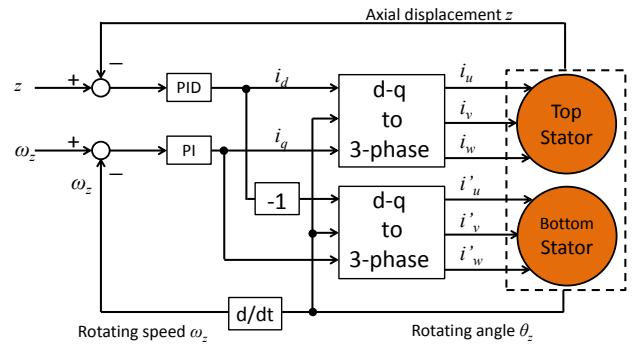 Axial displacement z
−
z
+
PID
i_d
d-q
to
3-phase
i_u
i_v
i_w
Top
Stator
ω_z
+
−
ω_z
PI
i_q
-1
d-q
to
3-phase
i'_u
i'_v
i'_w
Bottom
Stator
d/dt
Rotating speed ω_z
Rotating angle θ_z